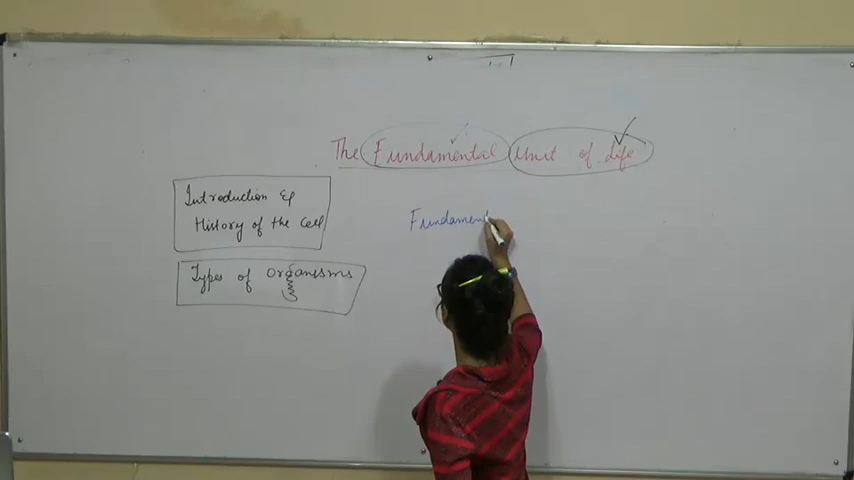 The Fundamental Unit of Life
Introduction &
History of the Cell
Types of organisms
Fundament